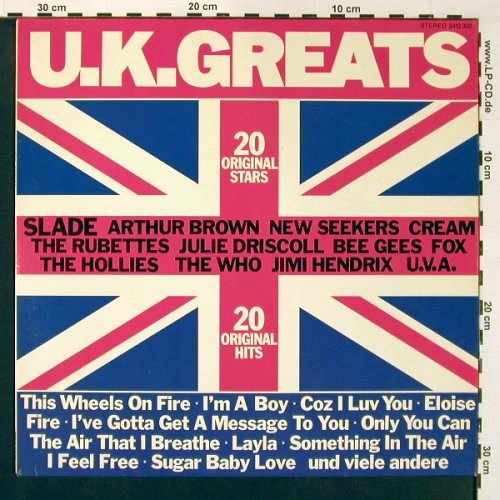 30 cm
20 cm
10 cm
STEREO 2459302
U.K.GREATS
www.LP-CD.de
10 cm
20
ORIGINAL
STARS
SLADE ARTHUR BROWN NEW SEEKERS CREAM
THE RUBETTES JULIE DRISCOLL BEE GEES FOX
THE HOLLIES THE WHO JIMI HENDRIX U.V.A.
20 cm
20
ORIGINAL
HITS
This Wheels On Fire · I'm A Boy · Coz I Luv You · Eloise
Fire · I've Gotta Get A Message To You · Only You Can
The Air That I Breathe · Layla · Something In The Air
I Feel Free · Sugar Baby Love und viele andere
30 cm